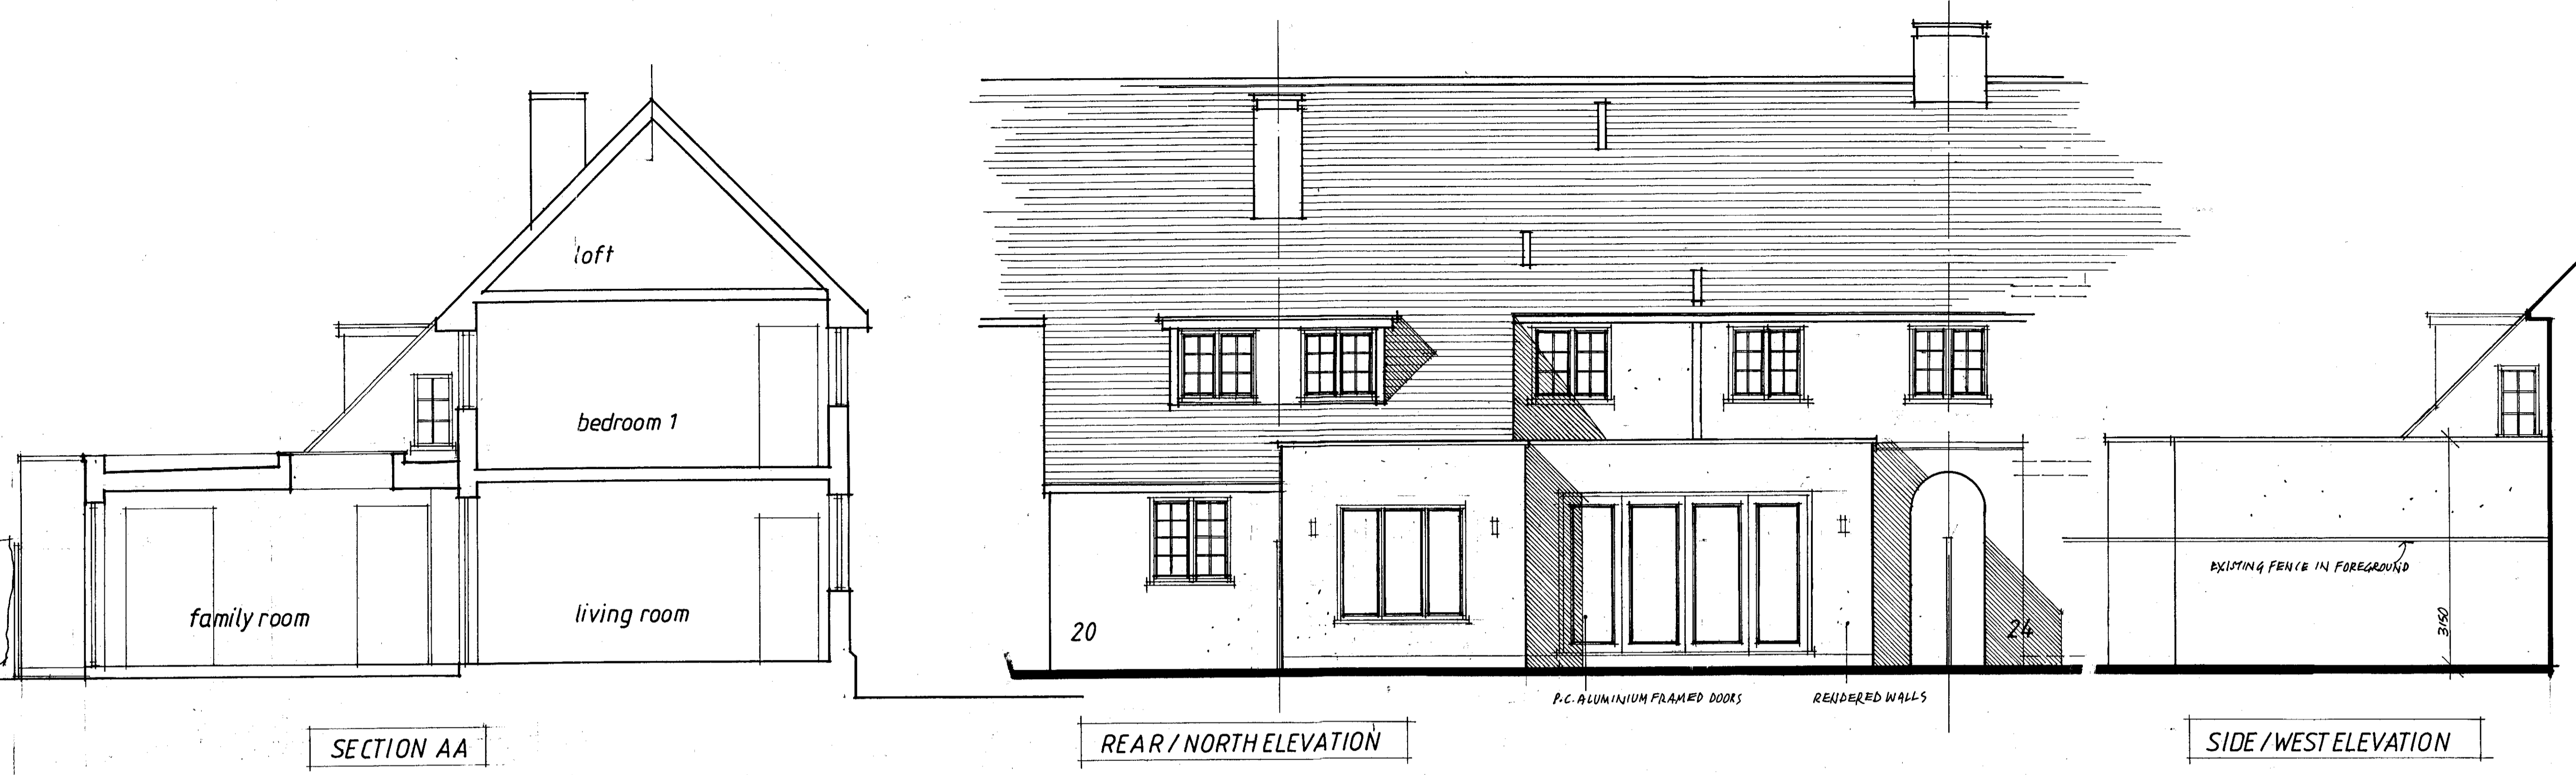 loft
bedroom 1
family room
living room
SECTION AA
20
24
P.C. ALUMINIUM FRAMED DOORS
RENDERED WALLS
REAR / NORTH ELEVATION
EXISTING FENCE IN FOREGROUND
3150
SIDE / WEST ELEVATION